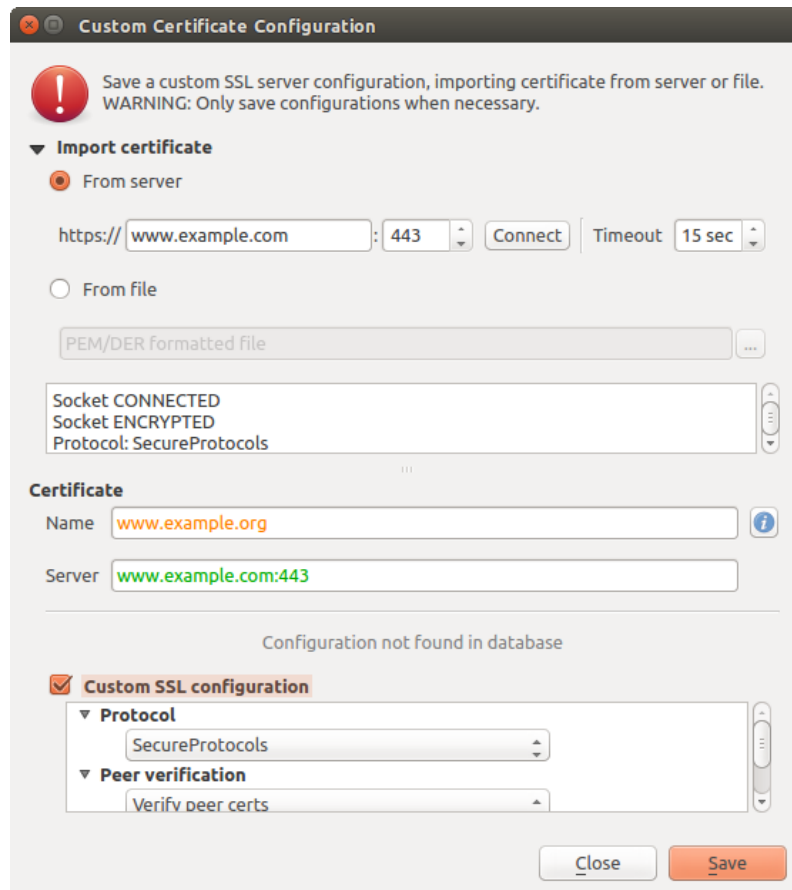 Custom Certificate Configuration
Save a custom SSL server configuration, importing certificate from server or file.
WARNING: Only save configurations when necessary.
Import certificate
From server
https:// www.example.com : 443 Connect Timeout 15 sec
From file
PEM/DER formatted file ...
Socket CONNECTED
Socket ENCRYPTED
Protocol: SecureProtocols
Certificate
Name www.example.org
Server www.example.com:443
Configuration not found in database
Custom SSL configuration
Protocol
SecureProtocols
Peer verification
Verify peer certs
Close Save